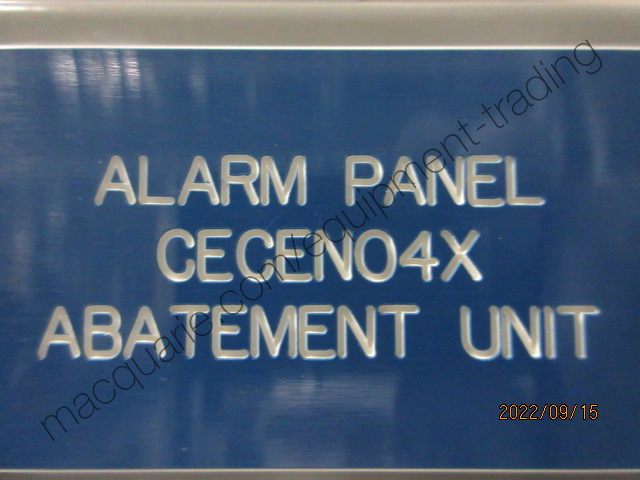 ALARM PANEL
CECEN04X
ABATEMENT UNIT
macquarie.com/equipment-trading
2022/09/15